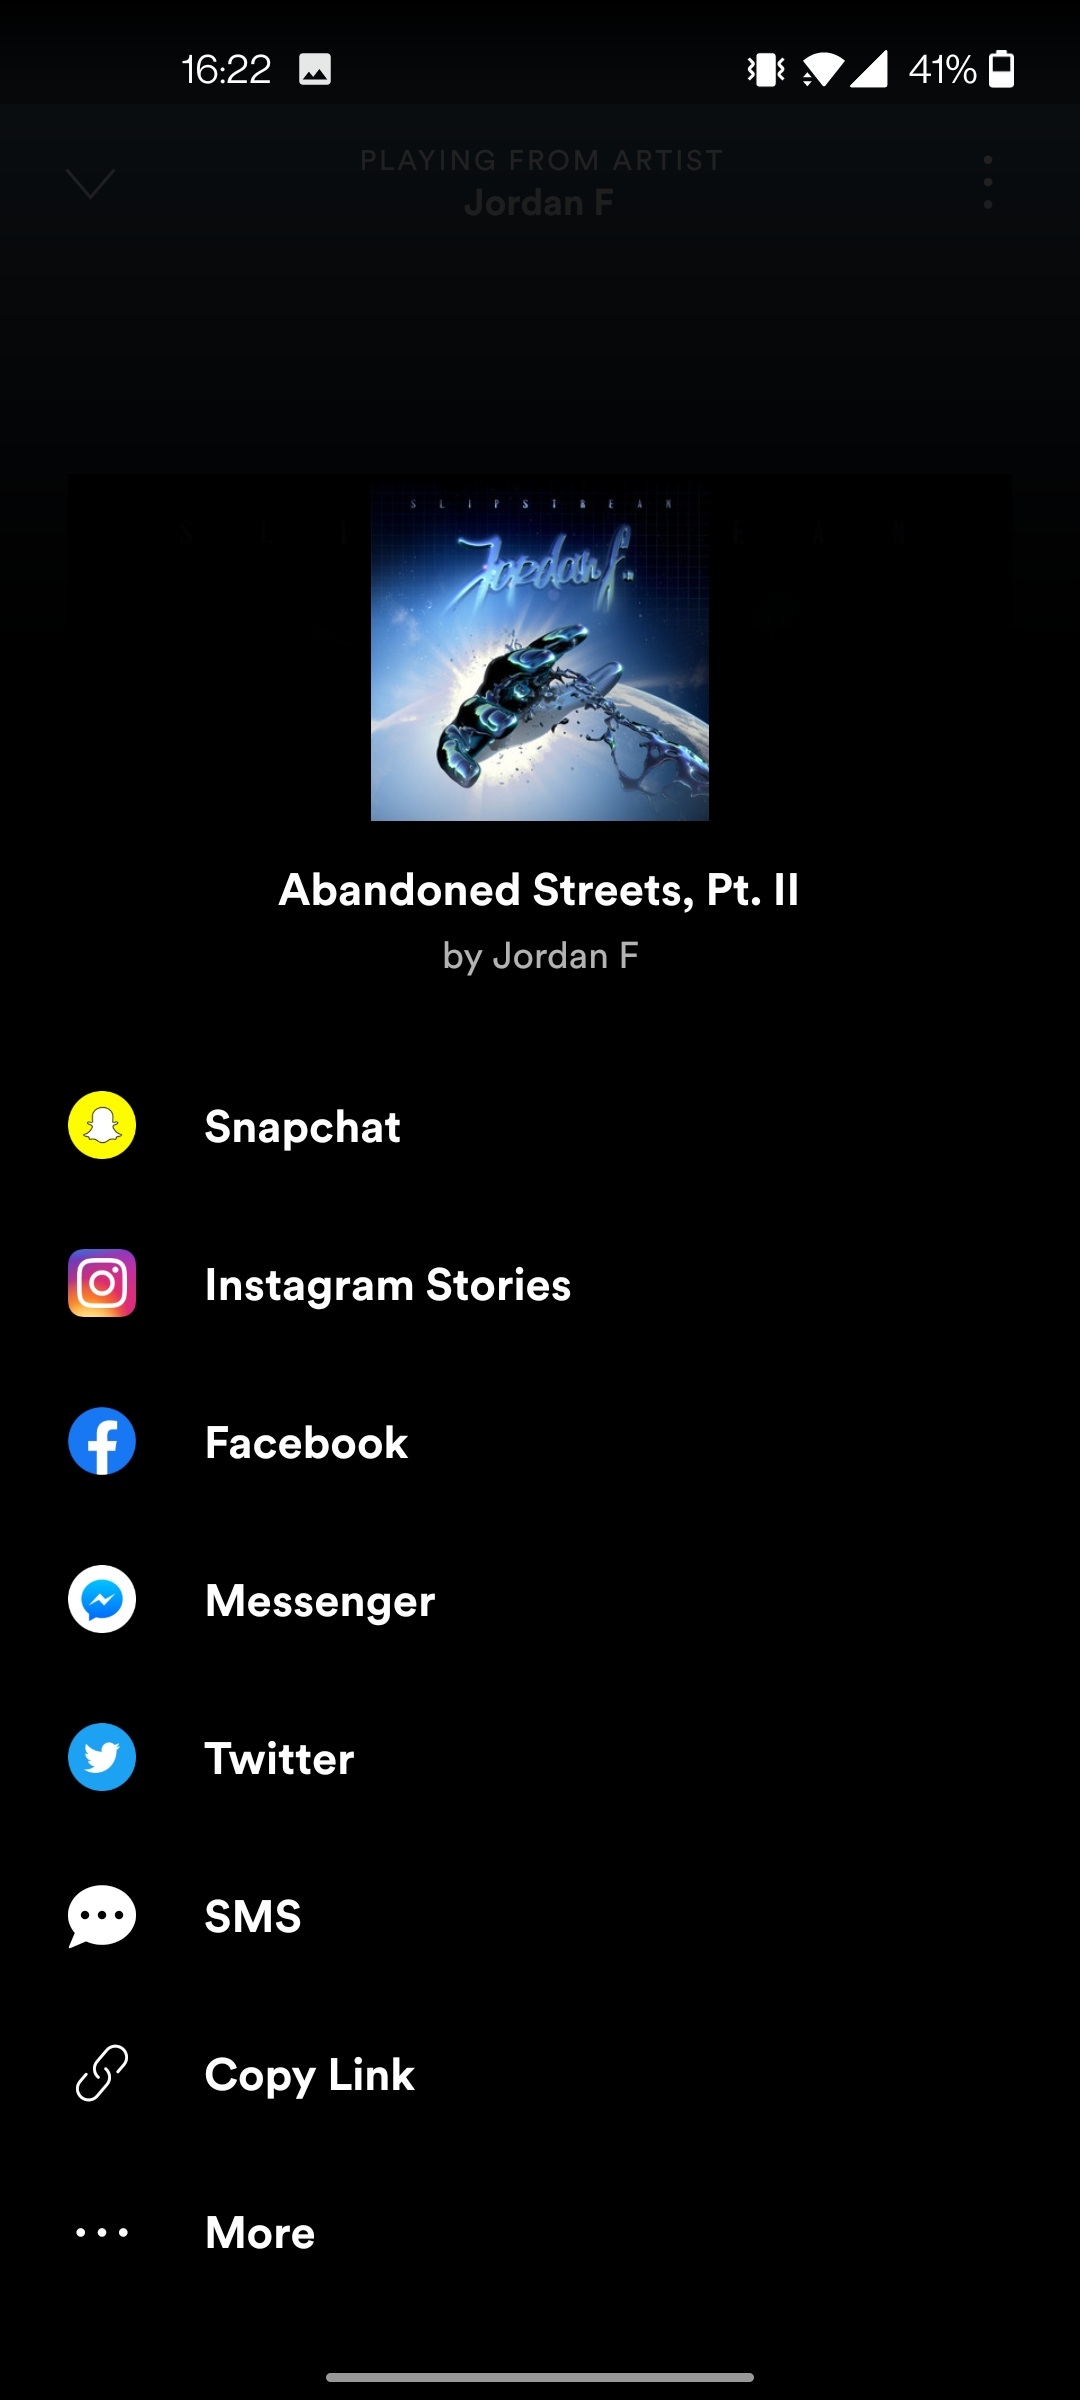 16:22
41%
PLAYING FROM ARTIST
Jordan F
SLIPSTREAM
Jordan F.
Abandoned Streets, Pt. II
by Jordan F
Snapchat
Instagram Stories
Facebook
Messenger
Twitter
SMS
Copy Link
More